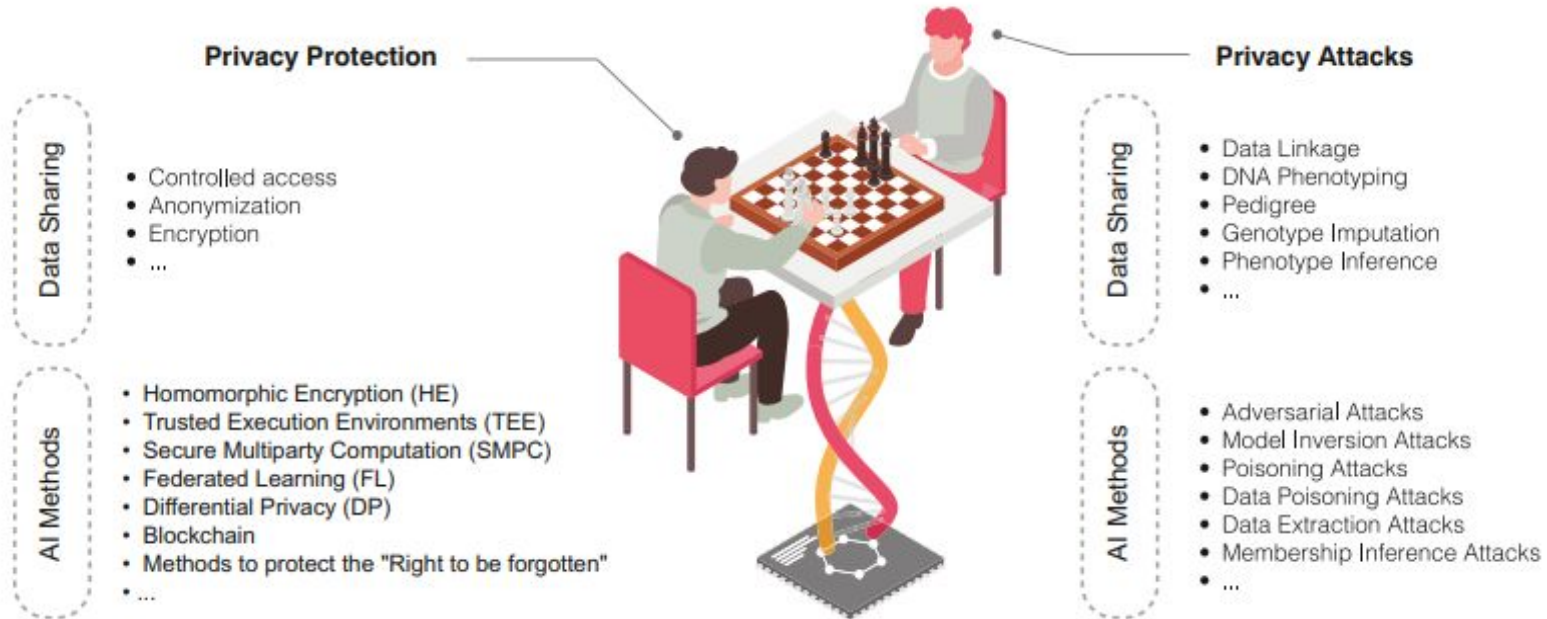 Privacy Protection
Data Sharing
• Controlled access
• Anonymization
• Encryption
• ...
AI Methods
• Homomorphic Encryption (HE)
• Trusted Execution Environments (TEE)
• Secure Multiparty Computation (SMPC)
• Federated Learning (FL)
• Differential Privacy (DP)
• Blockchain
• Methods to protect the "Right to be forgotten"
• ...
Privacy Attacks
Data Sharing
• Data Linkage
• DNA Phenotyping
• Pedigree
• Genotype Imputation
• Phenotype Inference
• ...
AI Methods
• Adversarial Attacks
• Model Inversion Attacks
• Poisoning Attacks
• Data Poisoning Attacks
• Data Extraction Attacks
• Membership Inference Attacks
• ...